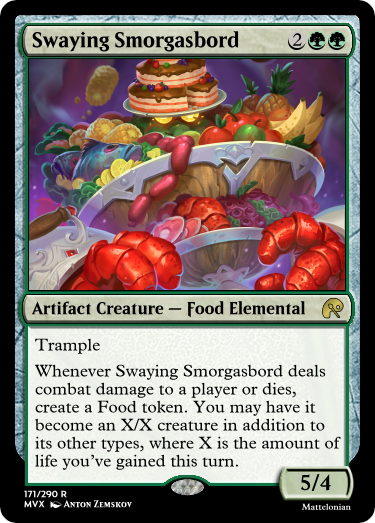 Swaying Smorgasbord 2
Artifact Creature — Food Elemental
Trample
Whenever Swaying Smorgasbord deals
combat damage to a player or dies,
create a Food token. You may have it
become an X/X creature in addition to
its other types, where X is the amount of
life you've gained this turn.
5/4
171/290 R
MVX Anton Zemskov
Mattelonian